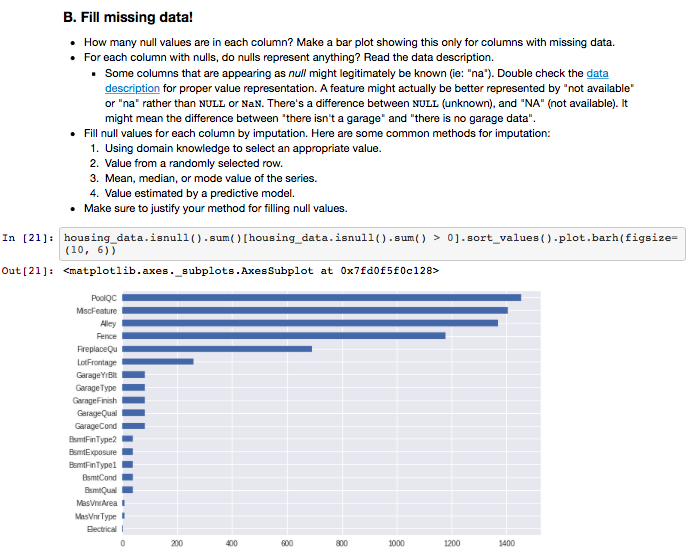 B. Fill missing data!
• How many null values are in each column? Make a bar plot showing this only for columns with missing data.
• For each column with nulls, do nulls represent anything? Read the data description.
▪ Some columns that are appearing as null might legitimately be known (ie: "na"). Double check the data
description for proper value representation. A feature might actually be better represented by "not available"
or "na" rather than NULL or NaN. There's a difference between NULL (unknown), and "NA" (not available). It
might mean the difference between "there isn't a garage" and "there is no garage data".
• Fill null values for each column by imputation. Here are some common methods for imputation:
1. Using domain knowledge to select an appropriate value.
2. Value from a randomly selected row.
3. Mean, median, or mode value of the series.
4. Value estimated by a predictive model.
• Make sure to justify your method for filling null values.
In [21]: housing_data.isnull().sum()[housing_data.isnull().sum() > 0].sort_values().plot.barh(figsize=
(10, 6))
Out[21]: <matplotlib.axes._subplots.AxesSubplot at 0x7fd0f5f0c128>
PoolQC
MiscFeature
Alley
Fence
FireplaceQu
LotFrontage
GarageYrBlt
GarageType
GarageFinish
GarageQual
GarageCond
BsmtFinType2
BsmtExposure
BsmtFinType1
BsmtCond
BsmtQual
MasVnrArea
MasVnrType
Electrical
0 200 400 600 800 1000 1200 1400